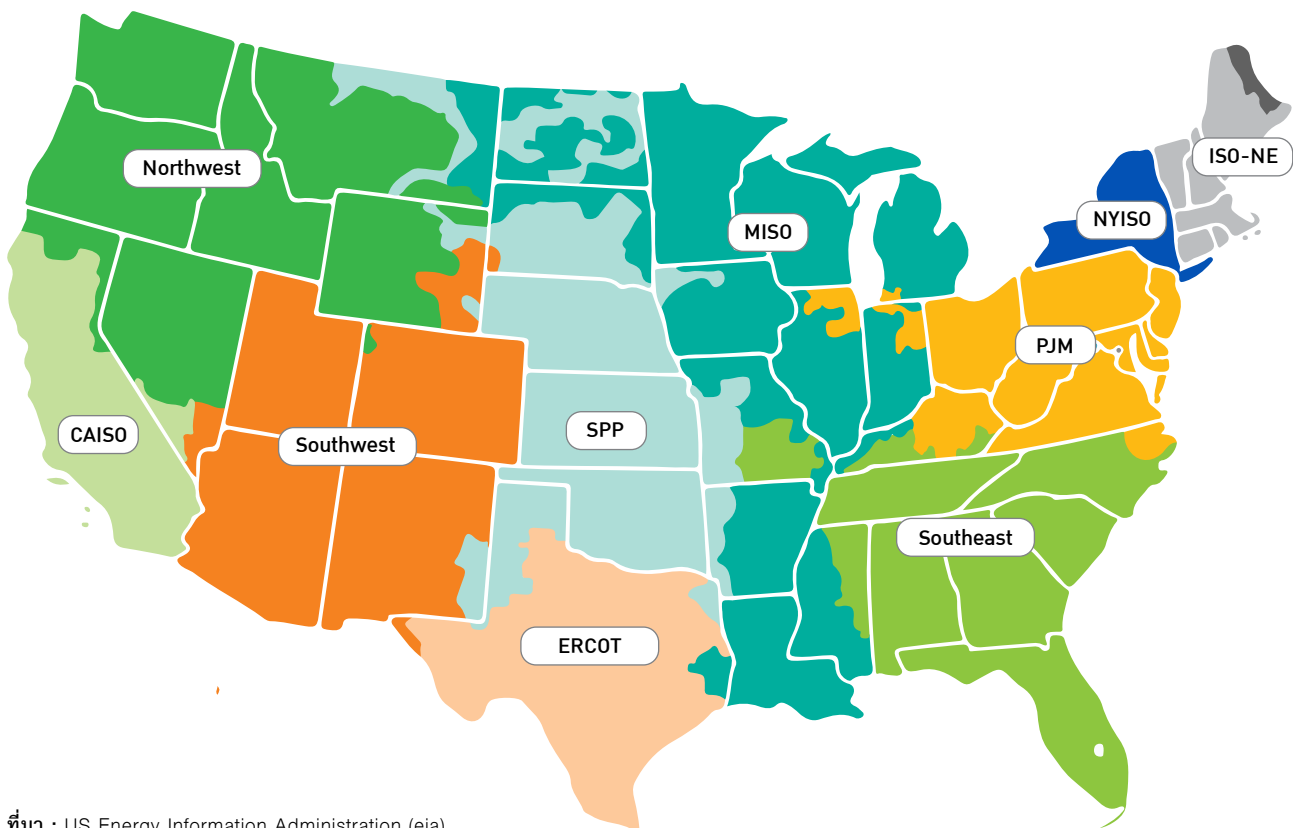 ISO-NE
Northwest
NYISO
MISO
PJM
CAISO
SPP
Southwest
Southeast
ERCOT
ที่มา : US Energy Information Administration (eia)